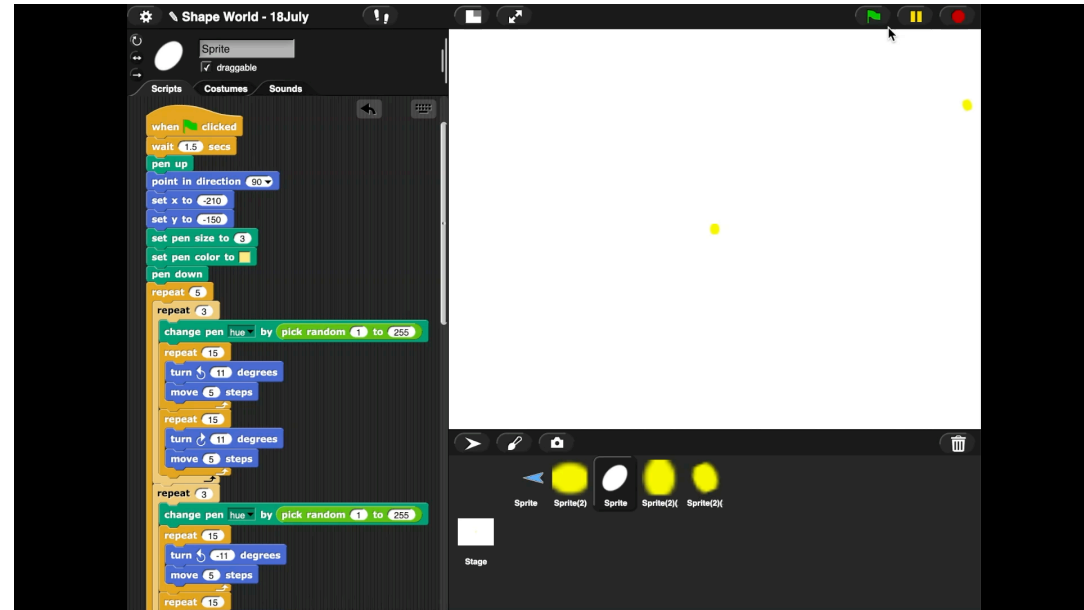 Shape World - 18July
Sprite
draggable
Scripts Costumes Sounds
when clicked
wait 1.5 secs
pen up
point in direction 90
set x to -210
set y to -150
set pen size to 3
set pen color to
pen down
repeat 5
repeat 3
change pen hue by pick random 1 to 255
repeat 15
turn 11 degrees
move 5 steps
repeat 15
turn 11 degrees
move 5 steps
repeat 3
change pen hue by pick random 1 to 255
repeat 15
turn -11 degrees
move 5 steps
repeat 15
Sprite Sprite(2) Sprite Sprite(2)( Sprite(2)(
Stage